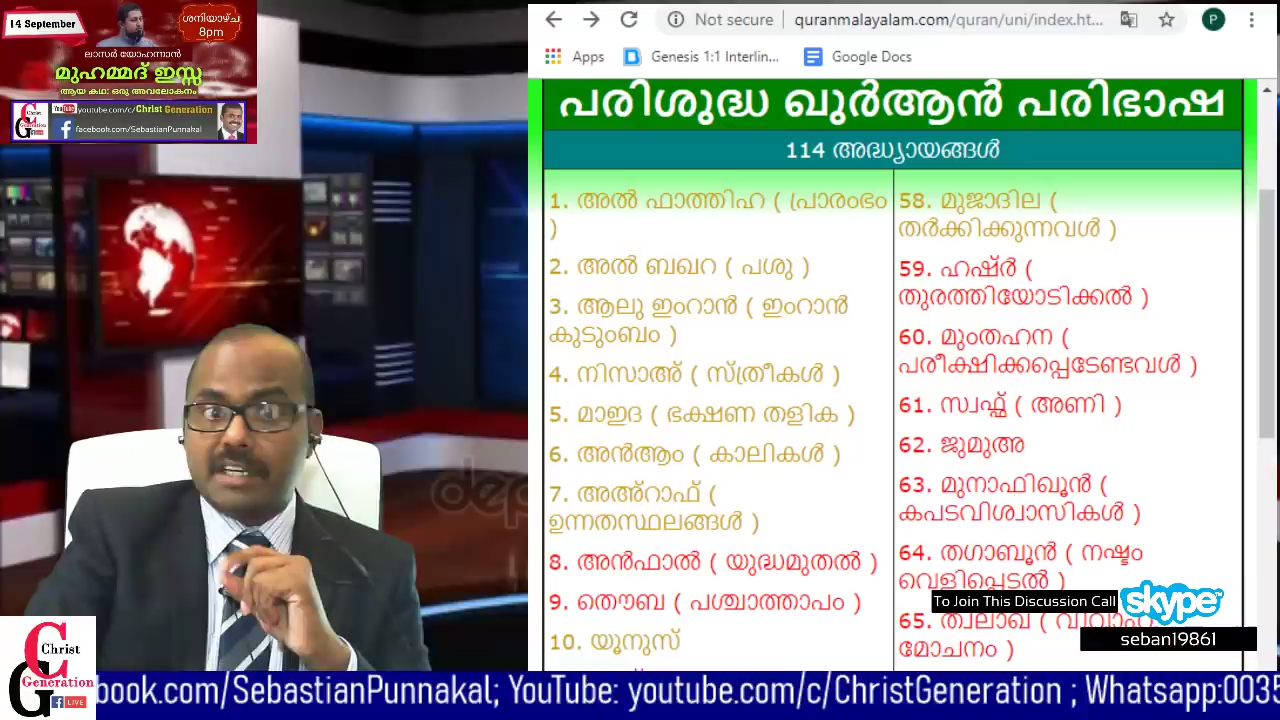 14 September
ശനിയാഴ്ച
8pm
ലാസർ യോഹന്നാൻ
മുഹമ്മദ് ഇസ്സ
ആയ കഥ: ഒരു അവലോകനം
Christ
Generation
LIVE
YouTube youtube.com/c/Christ Generation
facebook.com/SebastianPunnakal
Not secure quranmalayalam.com/quran/uni/index.ht...
P
Apps Genesis 1:1 Interlin... Google Docs
പരിശുദ്ധ ഖുർആൻ പരിഭാഷ
114 അദ്ധ്യായങ്ങൾ
1. അൽ ഫാത്തിഹ ( പ്രാരംഭം
)
2. അൽ ബഖറ ( പശു )
3. ആലു ഇംറാൻ ( ഇംറാൻ
കുടുംബം )
4. നിസാഅ് ( സ്ത്രീകൾ )
5. മാഇദ ( ഭക്ഷണ തളിക )
6. അൻആം ( കാലികൾ )
7. അഅ്റാഫ് (
ഉന്നതസ്ഥലങ്ങൾ )
8. അൻഫാൽ ( യുദ്ധമുതൽ )
9. തൌബ ( പശ്ചാത്താപം )
10. യൂനുസ്
58. മുജാദില (
തർക്കിക്കുന്നവൾ )
59. ഹഷ്ർ (
തുരത്തിയോടിക്കൽ )
60. മുംതഹന (
പരീക്ഷിക്കപ്പെടേണ്ടവൾ )
61. സ്വഫ്ഫ് ( അണി )
62. ജുമുഅ
63. മുനാഫിഖൂൻ (
കപടവിശ്വാസികൾ )
64. തഗാബൂൻ ( നഷ്ടം
വെളിപ്പെടൽ )
65. ത്വലാഖ് ( വിവാഹ
മോചനം )
To Join This Discussion Call skype
seban19861
dep
Christ
Generation
LIVE
book.com/SebastianPunnakal; YouTube: youtube.com/c/ChristGeneration ; Whatsapp:0035